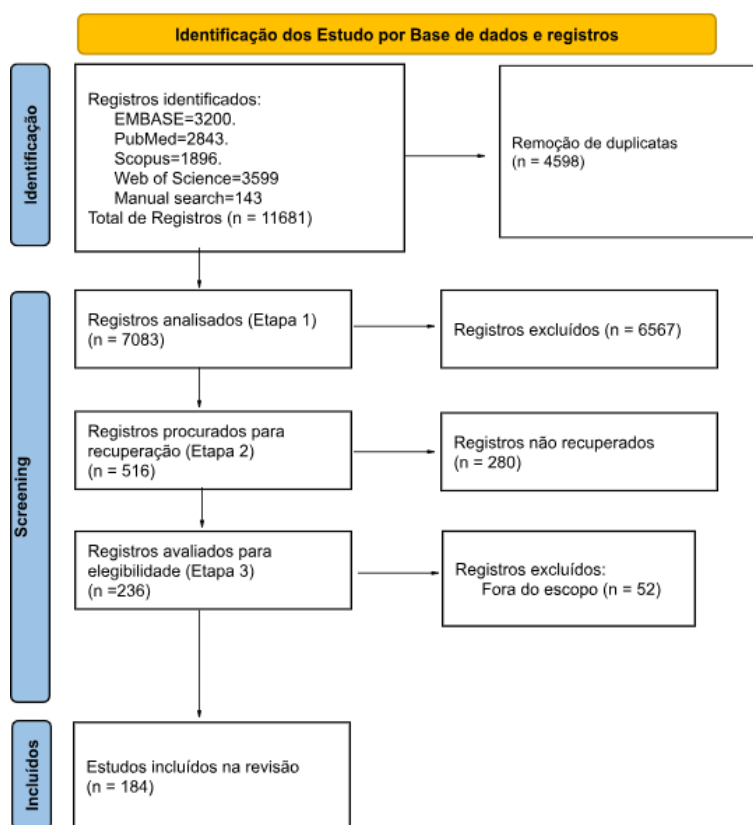 Identificação dos Estudo por Base de dados e registros
Identificação
Registros identificados:
EMBASE=3200.
PubMed=2843.
Scopus=1896.
Web of Science=3599
Manual search=143
Total de Registros (n = 11681)
Remoção de duplicatas
(n = 4598)
Screening
Registros analisados (Etapa 1)
(n = 7083)
Registros excluídos (n = 6567)
Registros procurados para
recuperação (Etapa 2)
(n = 516)
Registros não recuperados
(n = 280)
Registros avaliados para
elegibilidade (Etapa 3)
(n =236)
Registros excluídos:
Fora do escopo (n = 52)
Incluídos
Estudos incluídos na revisão
(n = 184)